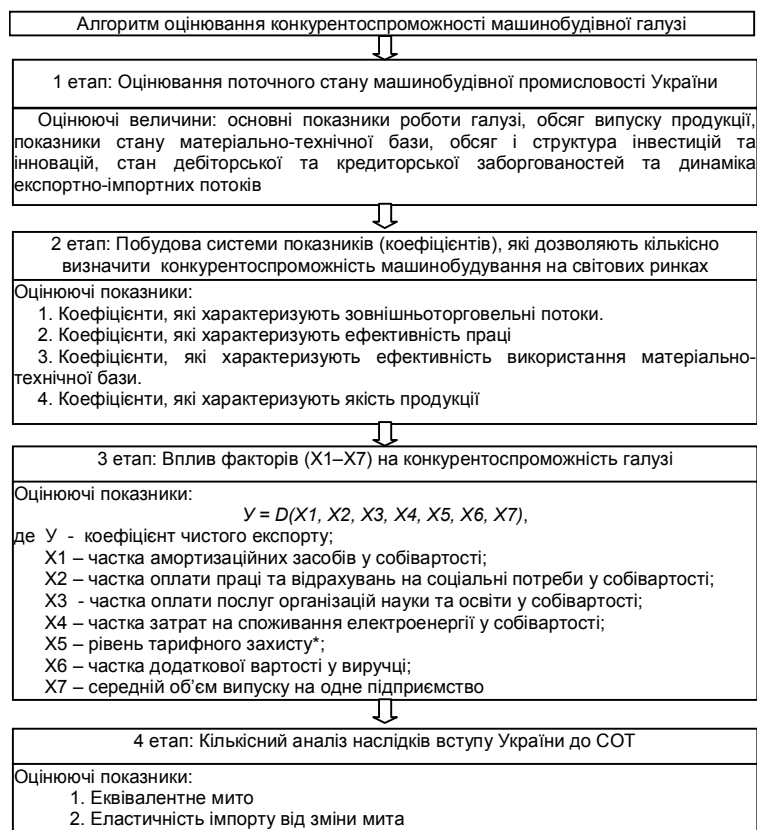 Алгоритм оцінювання конкурентоспроможності машинобудівної галузі
1 етап: Оцінювання поточного стану машинобудівної промисловості України
Оцінюючі величини: основні показники роботи галузі, обсяг випуску продукції,
показники стану матеріально-технічної бази, обсяг і структура інвестицій та
інновацій, стан дебіторської та кредиторської заборгованостей та динаміка
експортно-імпортних потоків
2 етап: Побудова системи показників (коефіцієнтів), які дозволяють кількісно
визначити конкурентоспроможність машинобудування на світових ринках
Оцінюючі показники:
1. Коефіцієнти, які характеризують зовнішньоторговельні потоки.
2. Коефіцієнти, які характеризують ефективність праці
3. Коефіцієнти, які характеризують ефективність використання матеріально-
технічної бази.
4. Коефіцієнти, які характеризують якість продукції
3 етап: Вплив факторів (X1–X7) на конкурентоспроможність галузі
Оцінюючі показники:
У = D(X1, X2, X3, X4, X5, X6, X7),
де У - коефіцієнт чистого експорту;
X1 – частка амортизаційних засобів у собівартості;
X2 – частка оплати праці та відрахувань на соціальні потреби у собівартості;
X3 - частка оплати послуг організацій науки та освіти у собівартості;
X4 – частка затрат на споживання електроенергії у собівартості;
X5 – рівень тарифного захисту*;
X6 – частка додаткової вартості у виручці;
X7 – середній об’єм випуску на одне підприємство
4 етап: Кількісний аналіз наслідків вступу України до СОТ
Оцінюючі показники:
1. Еквівалентне мито
2. Еластичність імпорту від зміни мита